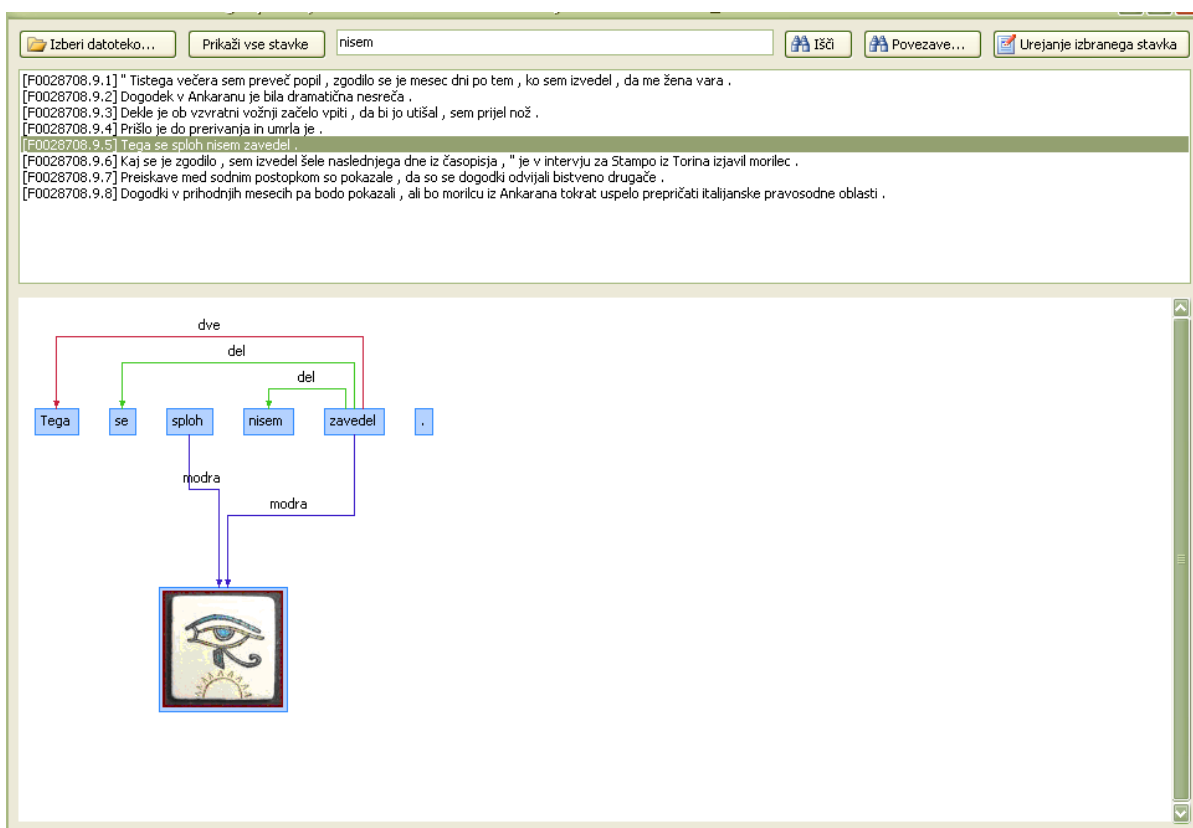 Izberi datoteko...
Prikaži vse stavke
nisem
Išči
Povezave...
Urejanje izbranega stavka
[F0028708.9.1] " Tistega večera sem preveč popil , zgodilo se je mesec dni po tem , ko sem izvedel , da me žena vara .
[F0028708.9.2] Dogodek v Ankaranu je bila dramatična nesreča .
[F0028708.9.3] Dekle je ob vzvratni vožnji začelo vpiti , da bi jo utišal , sem prijel nož .
[F0028708.9.4] Prišlo je do prerivanja in umrla je .
[F0028708.9.5] Tega se sploh nisem zavedel .
[F0028708.9.6] Kaj se je zgodilo , sem izvedel šele naslednjega dne iz časopisja , " je v intervju za Stampo iz Torina izjavil morilec .
[F0028708.9.7] Preiskave med sodnim postopkom so pokazale , da so se dogodki odvijali bistveno drugače .
[F0028708.9.8] Dogodki v prihodnjih mesecih pa bodo pokazali , ali bo morilcu iz Ankarana tokrat uspelo prepričati italijanske pravosodne oblasti .
dve
del
del
Tega se sploh nisem zavedel .
modra
modra